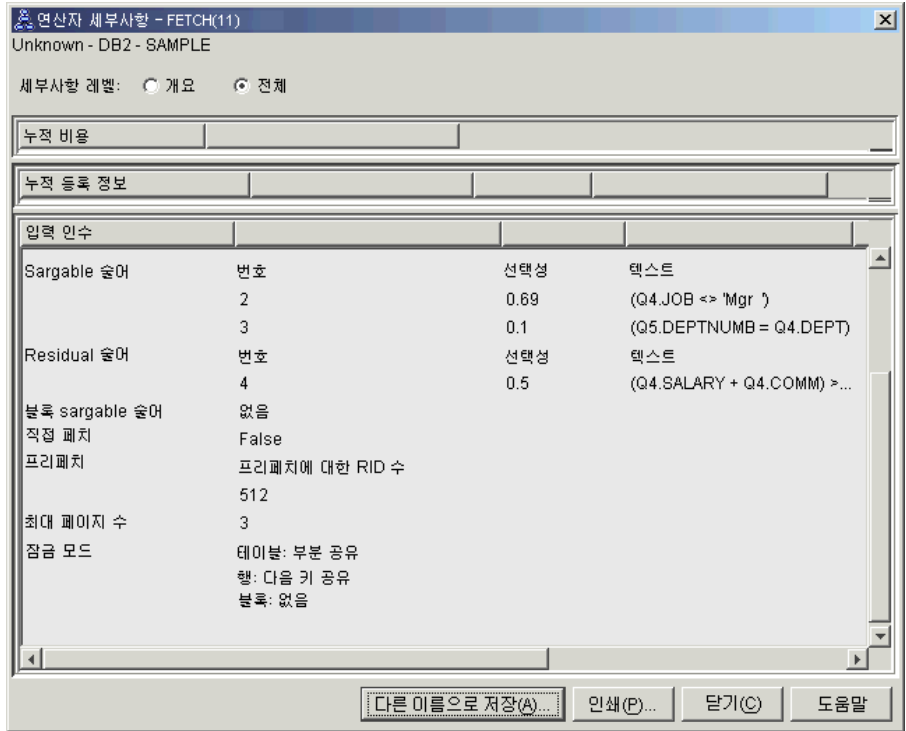 연산자 세부사항 - FETCH(11)
Unknown - DB2 - SAMPLE
세부사항 레벨: 개요 전체
누적 비용
누적 등록 정보
입력 인수
Sargable 술어 번호 선택성 텍스트
2 0.69 (Q4.JOB <> 'Mgr ')
3 0.1 (Q5.DEPTNUMB = Q4.DEPT)
Residual 술어 번호 선택성 텍스트
4 0.5 (Q4.SALARY + Q4.COMM) >...
블록 sargable 술어 없음
직접 페치 False
프리페치 프리페치에 대한 RID 수
512
최대 페이지 수 3
잠금 모드 테이블: 부분 공유
행: 다음 키 공유
블록: 없음
다른 이름으로 저장(A)... 인쇄(P)... 닫기(C) 도움말